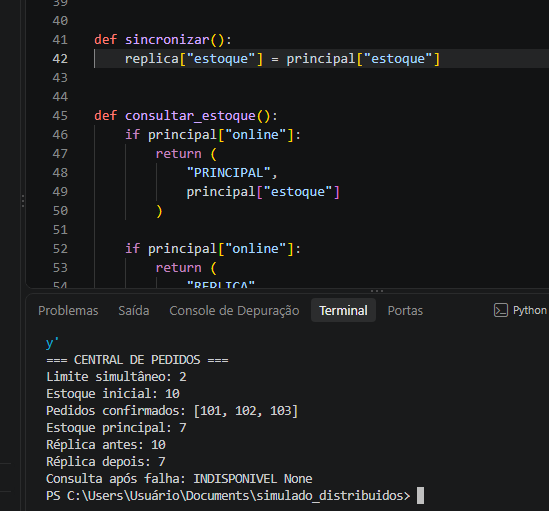 39
40
41 def sincronizar():
42     replica["estoque"] = principal["estoque"]
43
44
45 def consultar_estoque():
46     if principal["online"]:
47         return (
48             "PRINCIPAL",
49             principal["estoque"]
50         )
51
52     if principal["online"]:
53         return (
54             "REPLICA"
Problemas Saída Console de Depuração Terminal Portas Python
y'
=== CENTRAL DE PEDIDOS ===
Limite simultâneo: 2
Estoque inicial: 10
Pedidos confirmados: [101, 102, 103]
Estoque principal: 7
Réplica antes: 10
Réplica depois: 7
Consulta após falha: INDISPONIVEL None
PS C:\Users\Usuário\Documents\simulado_distribuidos>